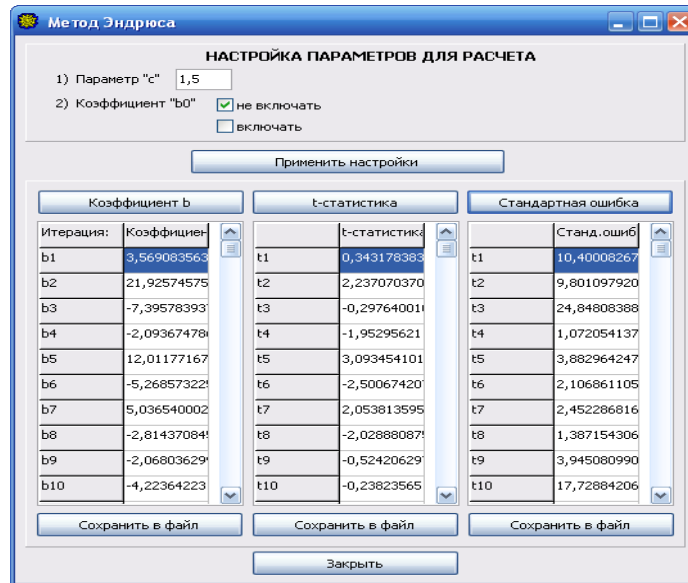 Метод Эндрюса
НАСТРОЙКА ПАРАМЕТРОВ ДЛЯ РАСЧЕТА
1) Параметр "с" 1,5
2) Коэффициент "b0" не включать
включать
Применить настройки
Коэффициент b t-статистика Стандартная ошибка
Итерация: Коэффициен t-статистика Станд.ошиб
b1 3,569083563 t1 0,343178383 t1 10,40008267
b2 21,92574575 t2 2,237070370 t2 9,801097920
b3 -7,395783937 t3 -0,29764001 t3 24,84808388
b4 -2,09367478 t4 -1,95295621 t4 1,072054137
b5 12,01177167 t5 3,093454101 t5 3,882964247
b6 -5,26857322 t6 -2,50067420 t6 2,106861105
b7 5,036540002 t7 2,053813595 t7 2,452286816
b8 -2,81437084 t8 -2,02888087 t8 1,387154306
b9 -2,06803629 t9 -0,52420629 t9 3,945080990
b10 -4,22364223 t10 -0,23823565 t10 17,72884206
Сохранить в файл Сохранить в файл Сохранить в файл
Закрыть